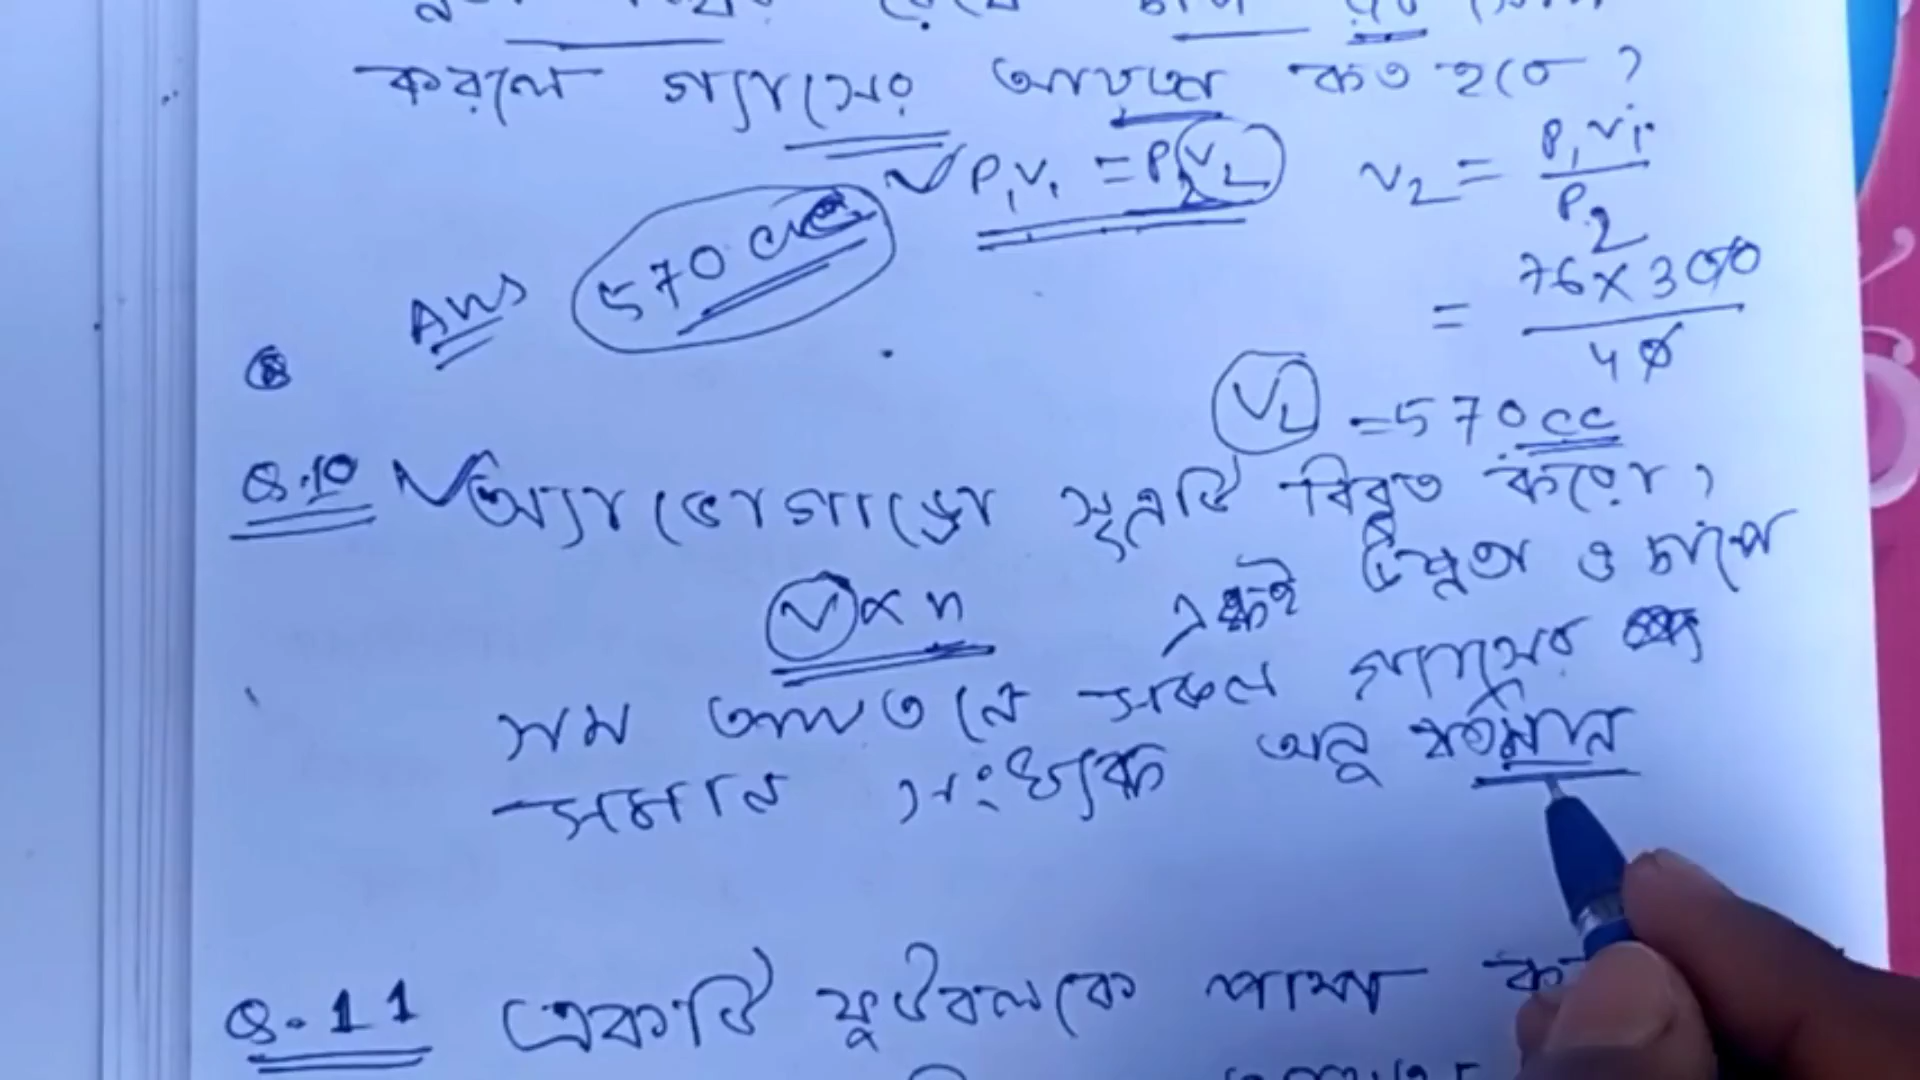 করলে গ্যাসের আয়তন কত হবে ?
P₁V₁ = P₂V₂ V₂ = P₁V₁ / P₂
Ans 570 cc
= 76 × 300 / 40
V₂ = 570 cc
Q.10 অ্যাভোগাড্রো সূত্রটি বিবৃত করো।
V ∝ n একই উষ্ণতা ও চাপে
সম আয়তনে সকল গ্যাসের
সমান সংখ্যক অনু বর্তমান
Q.11 একটি ফুটবলকে পাম্প